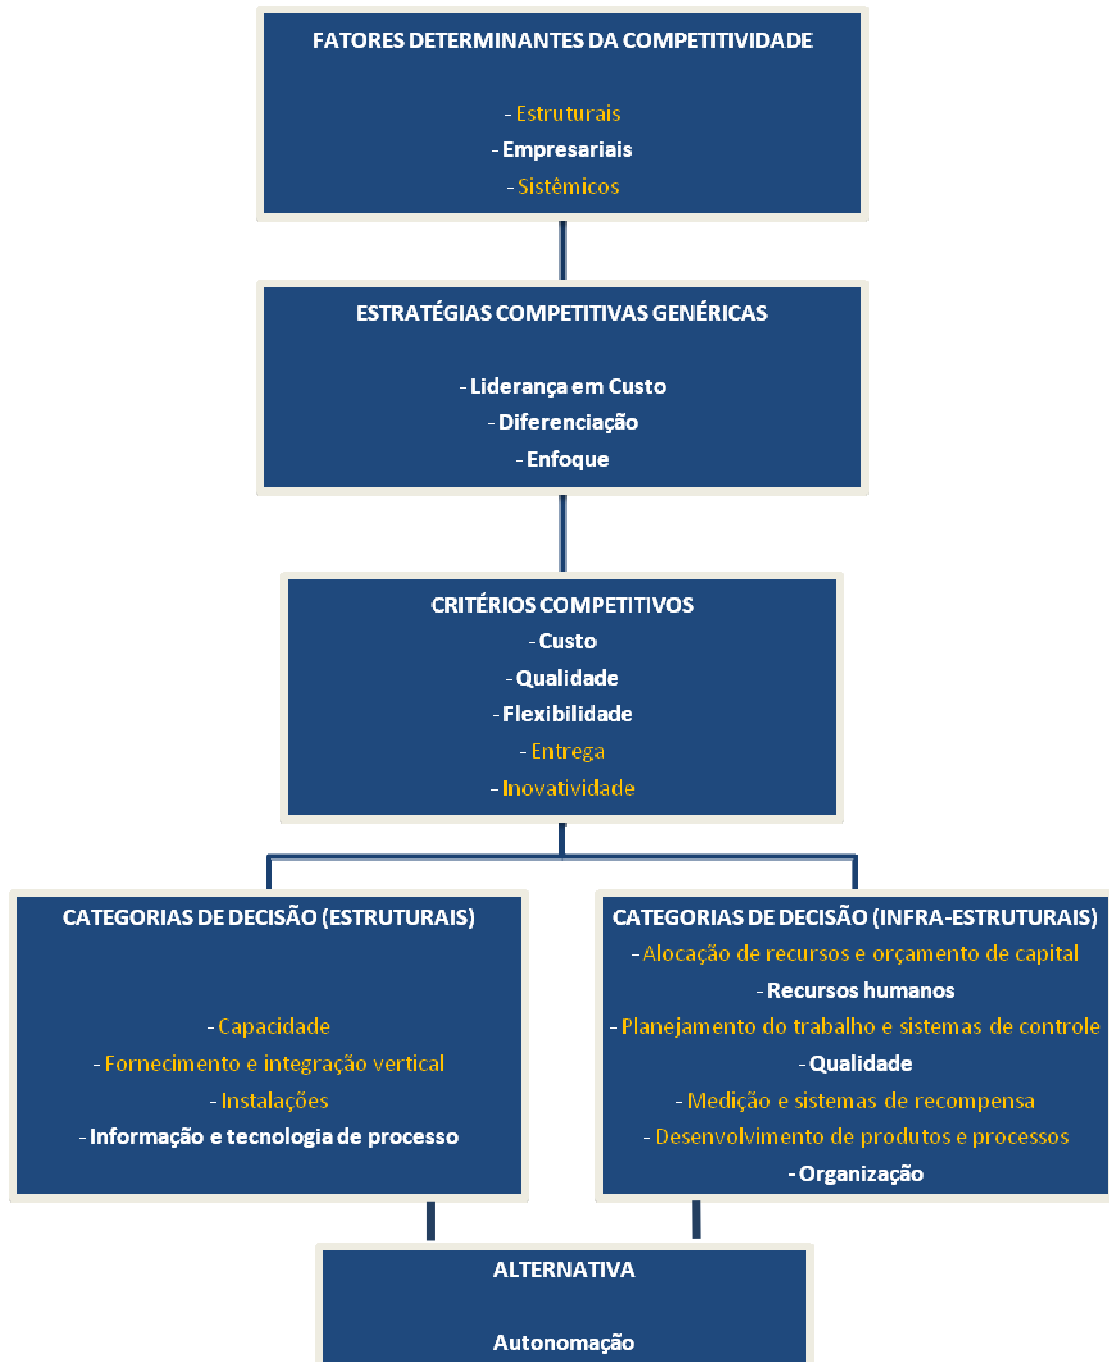 FATORES DETERMINANTES DA COMPETITIVIDADE
- Estruturais
- Empresariais
- Sistêmicos
ESTRATÉGIAS COMPETITIVAS GENÉRICAS
- Liderança em Custo
- Diferenciação
- Enfoque
CRITÉRIOS COMPETITIVOS
- Custo
- Qualidade
- Flexibilidade
- Entrega
- Inovatividade
CATEGORIAS DE DECISÃO (ESTRUTURAIS)
- Capacidade
- Fornecimento e integração vertical
- Instalações
- Informação e tecnologia de processo
CATEGORIAS DE DECISÃO (INFRA-ESTRUTURAIS)
- Alocação de recursos e orçamento de capital
- Recursos humanos
- Planejamento do trabalho e sistemas de controle
- Qualidade
- Medição e sistemas de recompensa
- Desenvolvimento de produtos e processos
- Organização
ALTERNATIVA
Autonomação